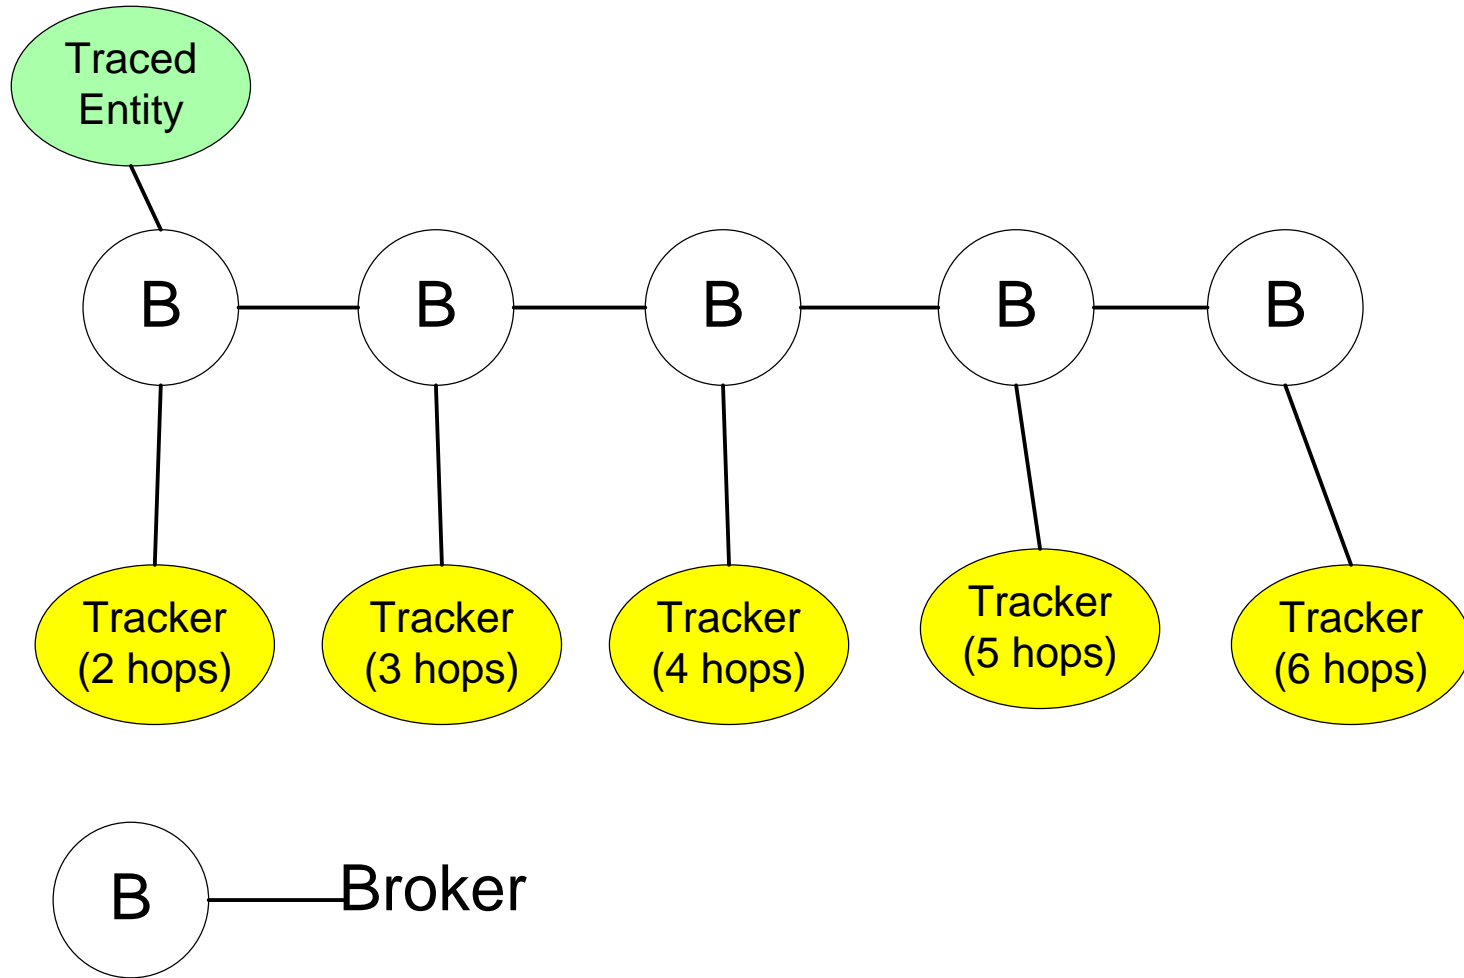 Traced
Entity
B
B
B
B
B
Tracker
(2 hops)
Tracker
(3 hops)
Tracker
(4 hops)
Tracker
(5 hops)
Tracker
(6 hops)
B
Broker